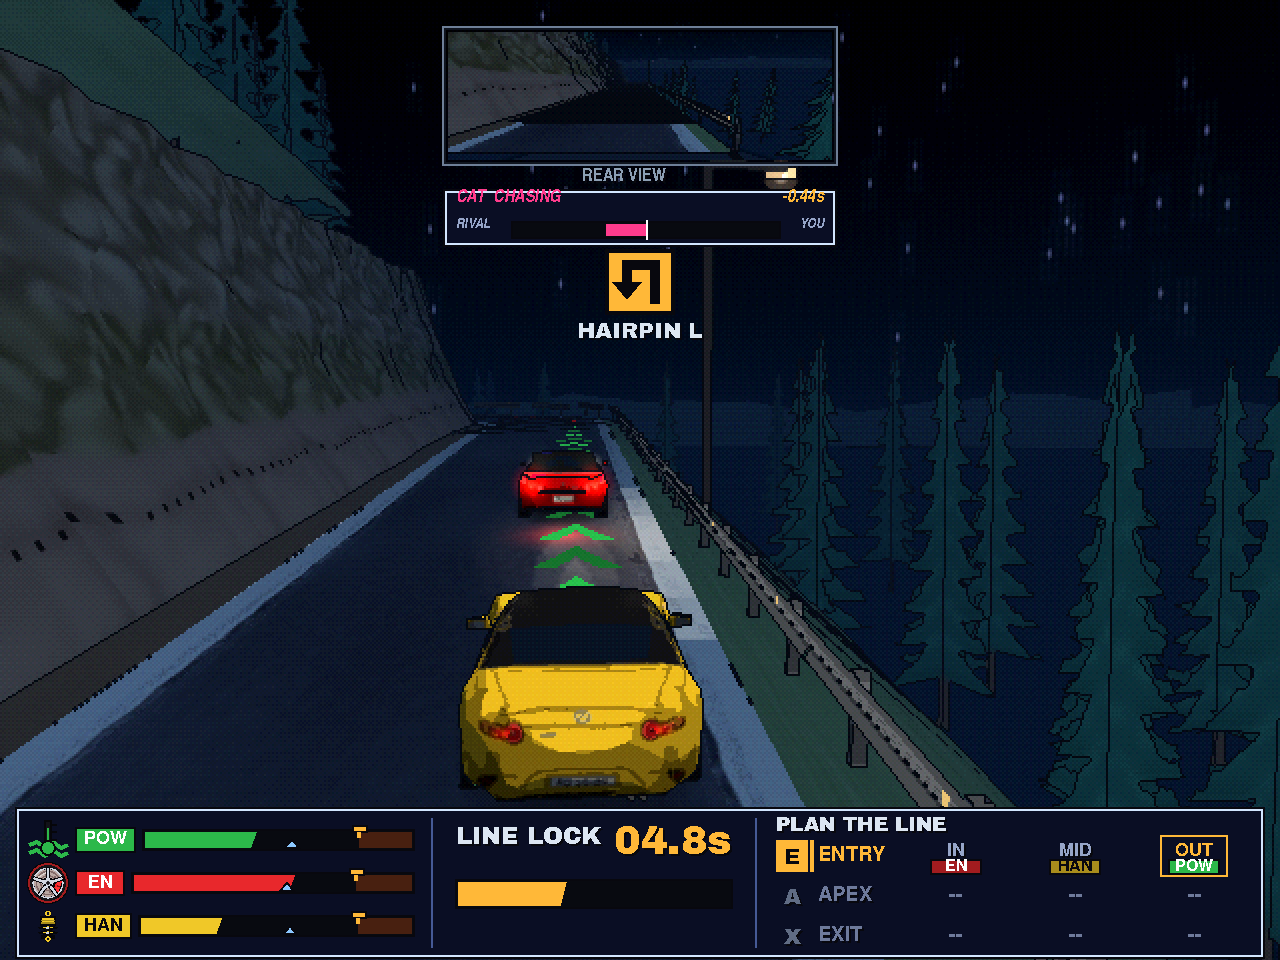 REAR VIEW
CAT CHASING -0.44s
RIVAL YOU
HAIRPIN L
POW
EN
HAN
LINE LOCK 04.8s
PLAN THE LINE
E ENTRY IN MID OUT
EN HAN POW
A APEX -- -- --
X EXIT -- -- --